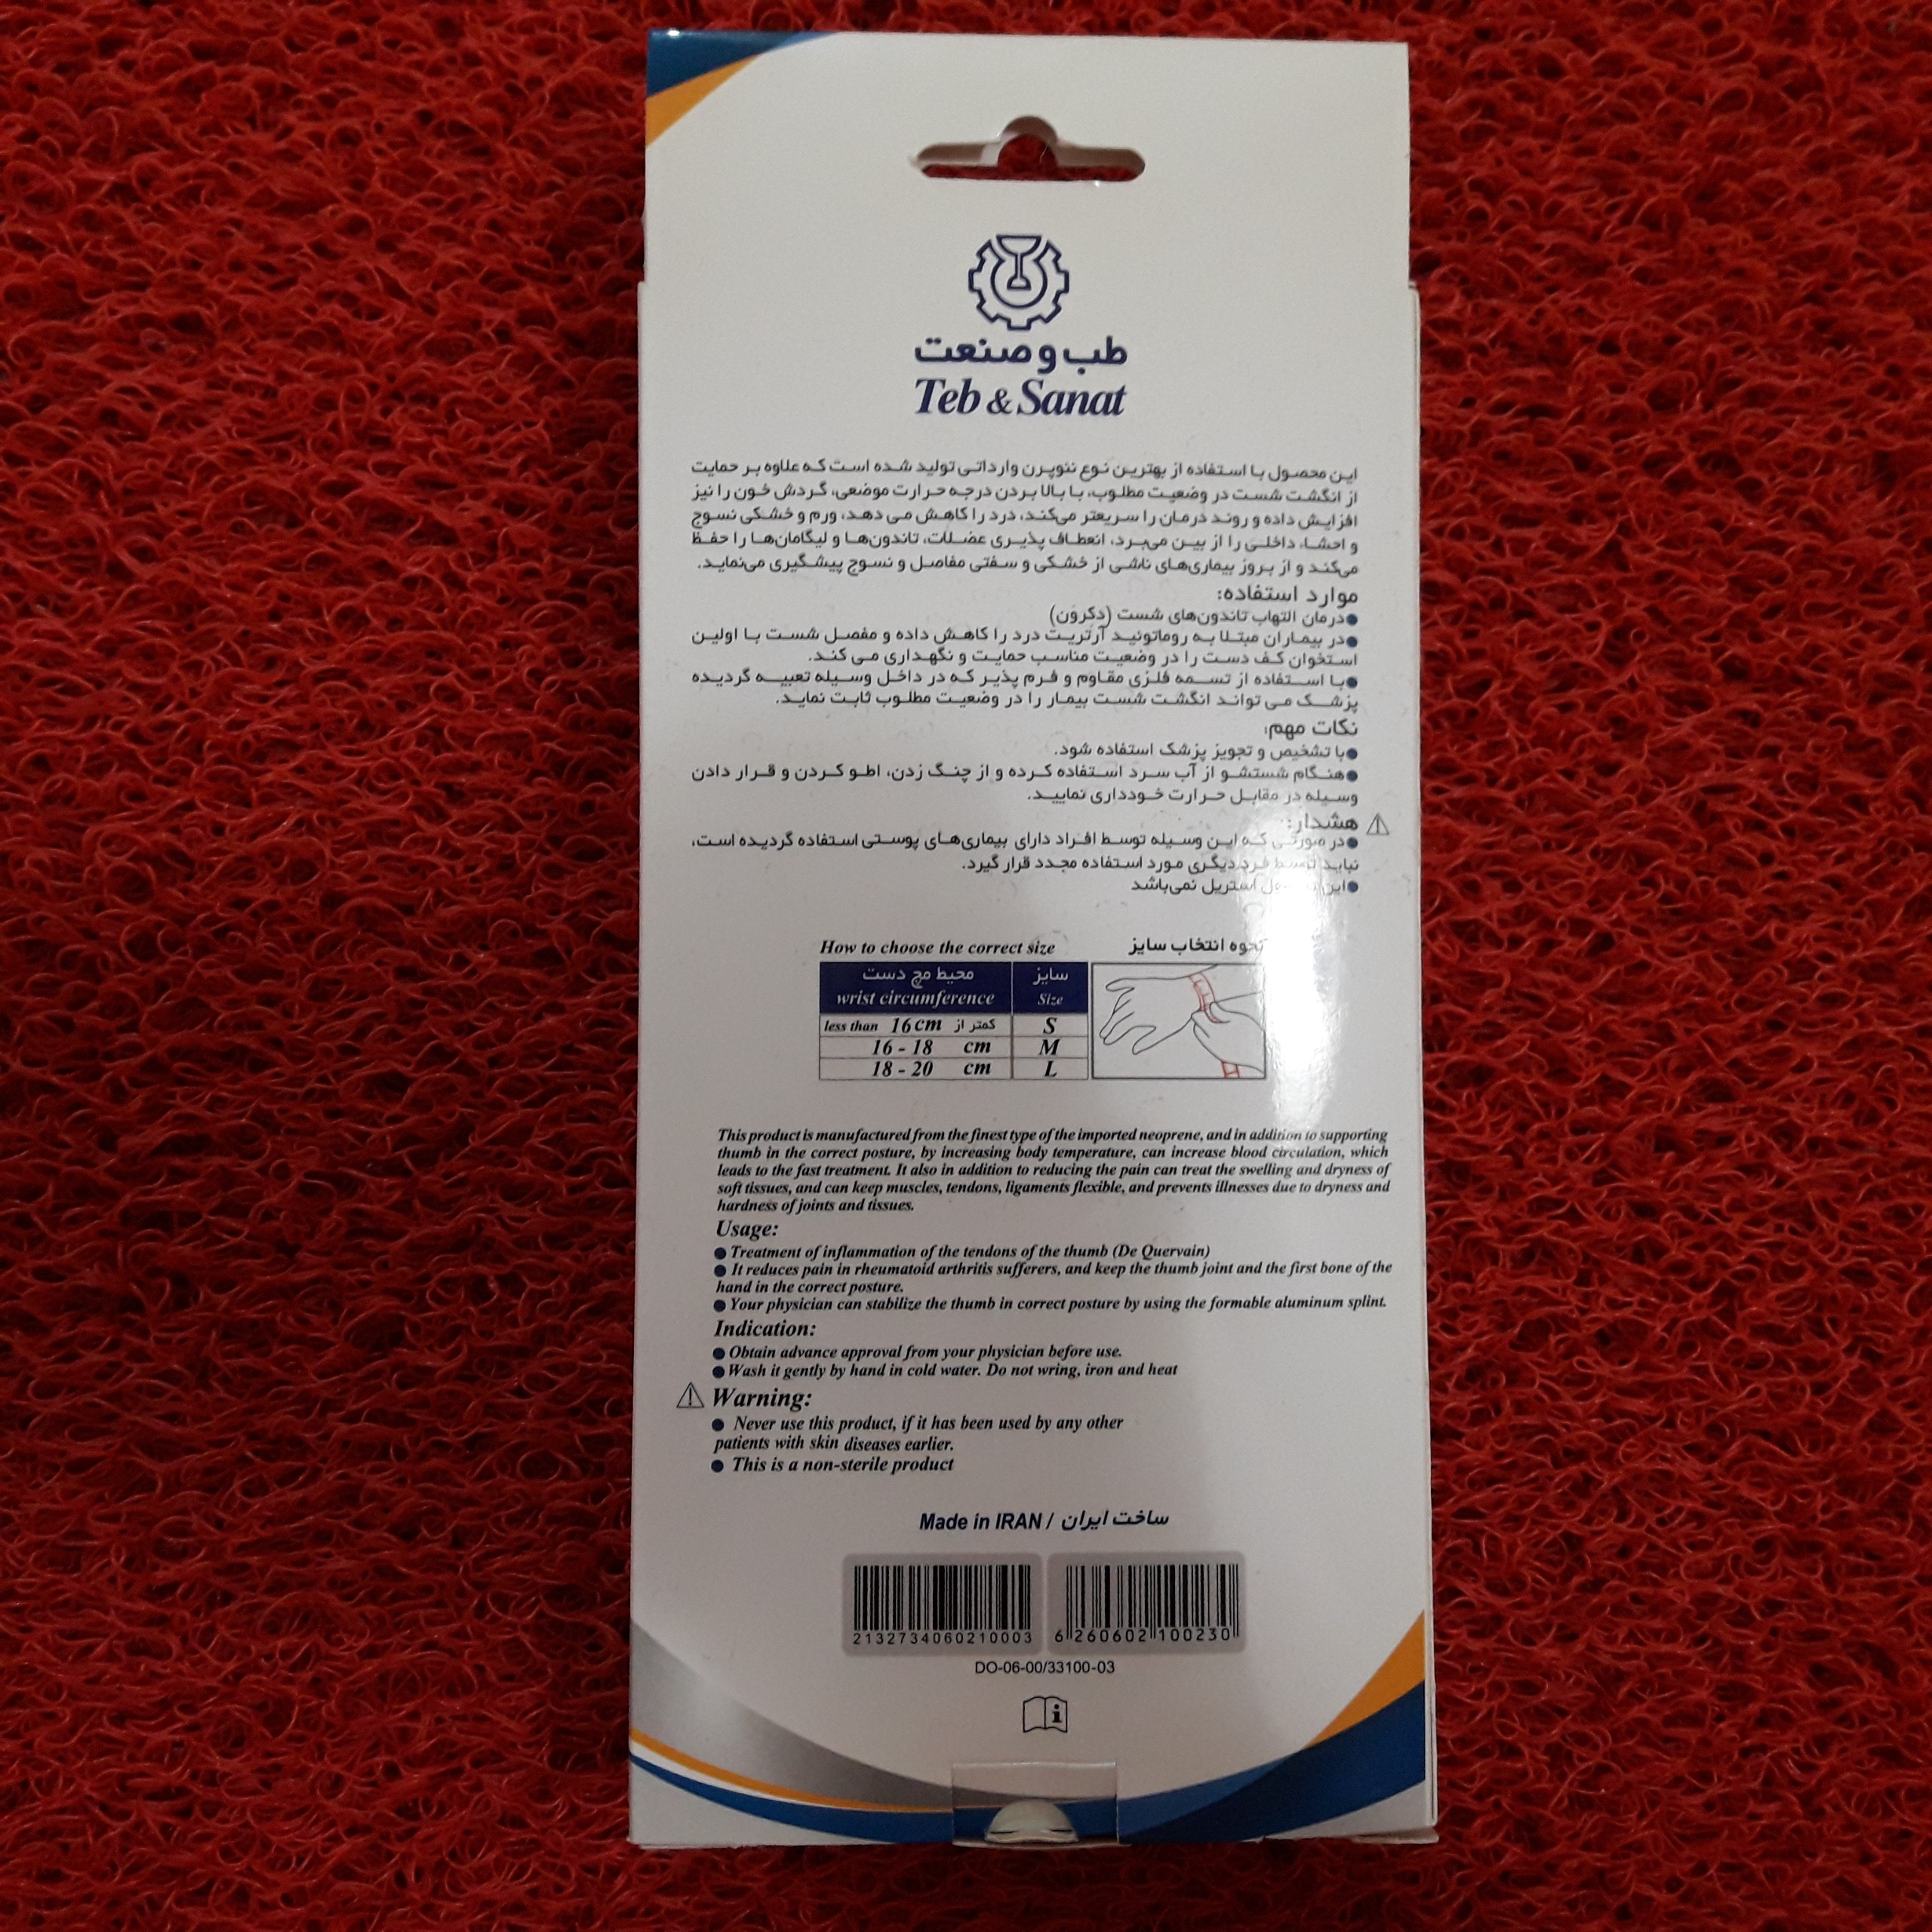 طب و صنعت
Teb & Sanat
این محصول با استفاده از بهترین نوع نئوپرن وارداتی تولید شده است که علاوه بر حمایت
از انگشت شست در وضعیت مطلوب، با بالا بردن درجه حرارت موضعی، گردش خون را نیز
افزایش داده و روند درمان را سریعتر می‌کند، درد را کاهش می دهد، ورم و خشکی نسوج
و احشاء داخلی را از بین می‌برد، انعطاف پذیری عضلات، تاندون‌ها و لیگامان‌ها را حفظ
می‌کند و از بروز بیماری‌های ناشی از خشکی و سفتی مفاصل و نسوج پیشگیری می‌نماید.
موارد استفاده:
●درمان التهاب تاندون‌های شست (دکرون)
●در بیماران مبتلا به روماتوئید آرتریت درد را کاهش داده و مفصل شست با اولین
استخوان کف دست را در وضعیت مناسب حمایت و نگهداری می کند.
●با استفاده از تسمه فلزی مقاوم و فرم پذیر که در داخل وسیله تعبیه گردیده
پزشک می تواند انگشت شست بیمار را در وضعیت مطلوب ثابت نماید.
نکات مهم:
●با تشخیص و تجویز پزشک استفاده شود.
●هنگام شستشو از آب سرد استفاده کرده و از چنگ زدن، اطو کردن و قرار دادن
وسیله در مقابل حرارت خودداری نمایید.
⚠ هشدار:
●در صورتی که این وسیله توسط افراد دارای بیماری‌های پوستی استفاده گردیده است،
نباید توسط فرد دیگری مورد استفاده مجدد قرار گیرد.
●این استریل نمی‌باشد
How to choose the correct size نحوه انتخاب سایز
محیط مچ دست سایز
wrist circumference Size
less than 16cm کمتر از S
16 - 18 cm M
18 - 20 cm L
This product is manufactured from the finest type of the imported neoprene, and in addition to supporting
thumb in the correct posture, by increasing body temperature, can increase blood circulation, which
leads to the fast treatment. It also in addition to reducing the pain can treat the swelling and dryness of
soft tissues, and can keep muscles, tendons, ligaments flexible, and prevents illnesses due to dryness and
hardness of joints and tissues.
Usage:
● Treatment of inflammation of the tendons of the thumb (De Quervain)
● It reduces pain in rheumatoid arthritis sufferers, and keep the thumb joint and the first bone of the
hand in the correct posture.
● Your physician can stabilize the thumb in correct posture by using the formable aluminum splint.
Indication:
● Obtain advance approval from your physician before use.
● Wash it gently by hand in cold water. Do not wring, iron and heat
⚠ Warning:
● Never use this product, if it has been used by any other
patients with skin diseases earlier.
● This is a non-sterile product
Made in IRAN / ساخت ایران
2132734060210003 6 260602 100230
DO-06-00/33100-03
i